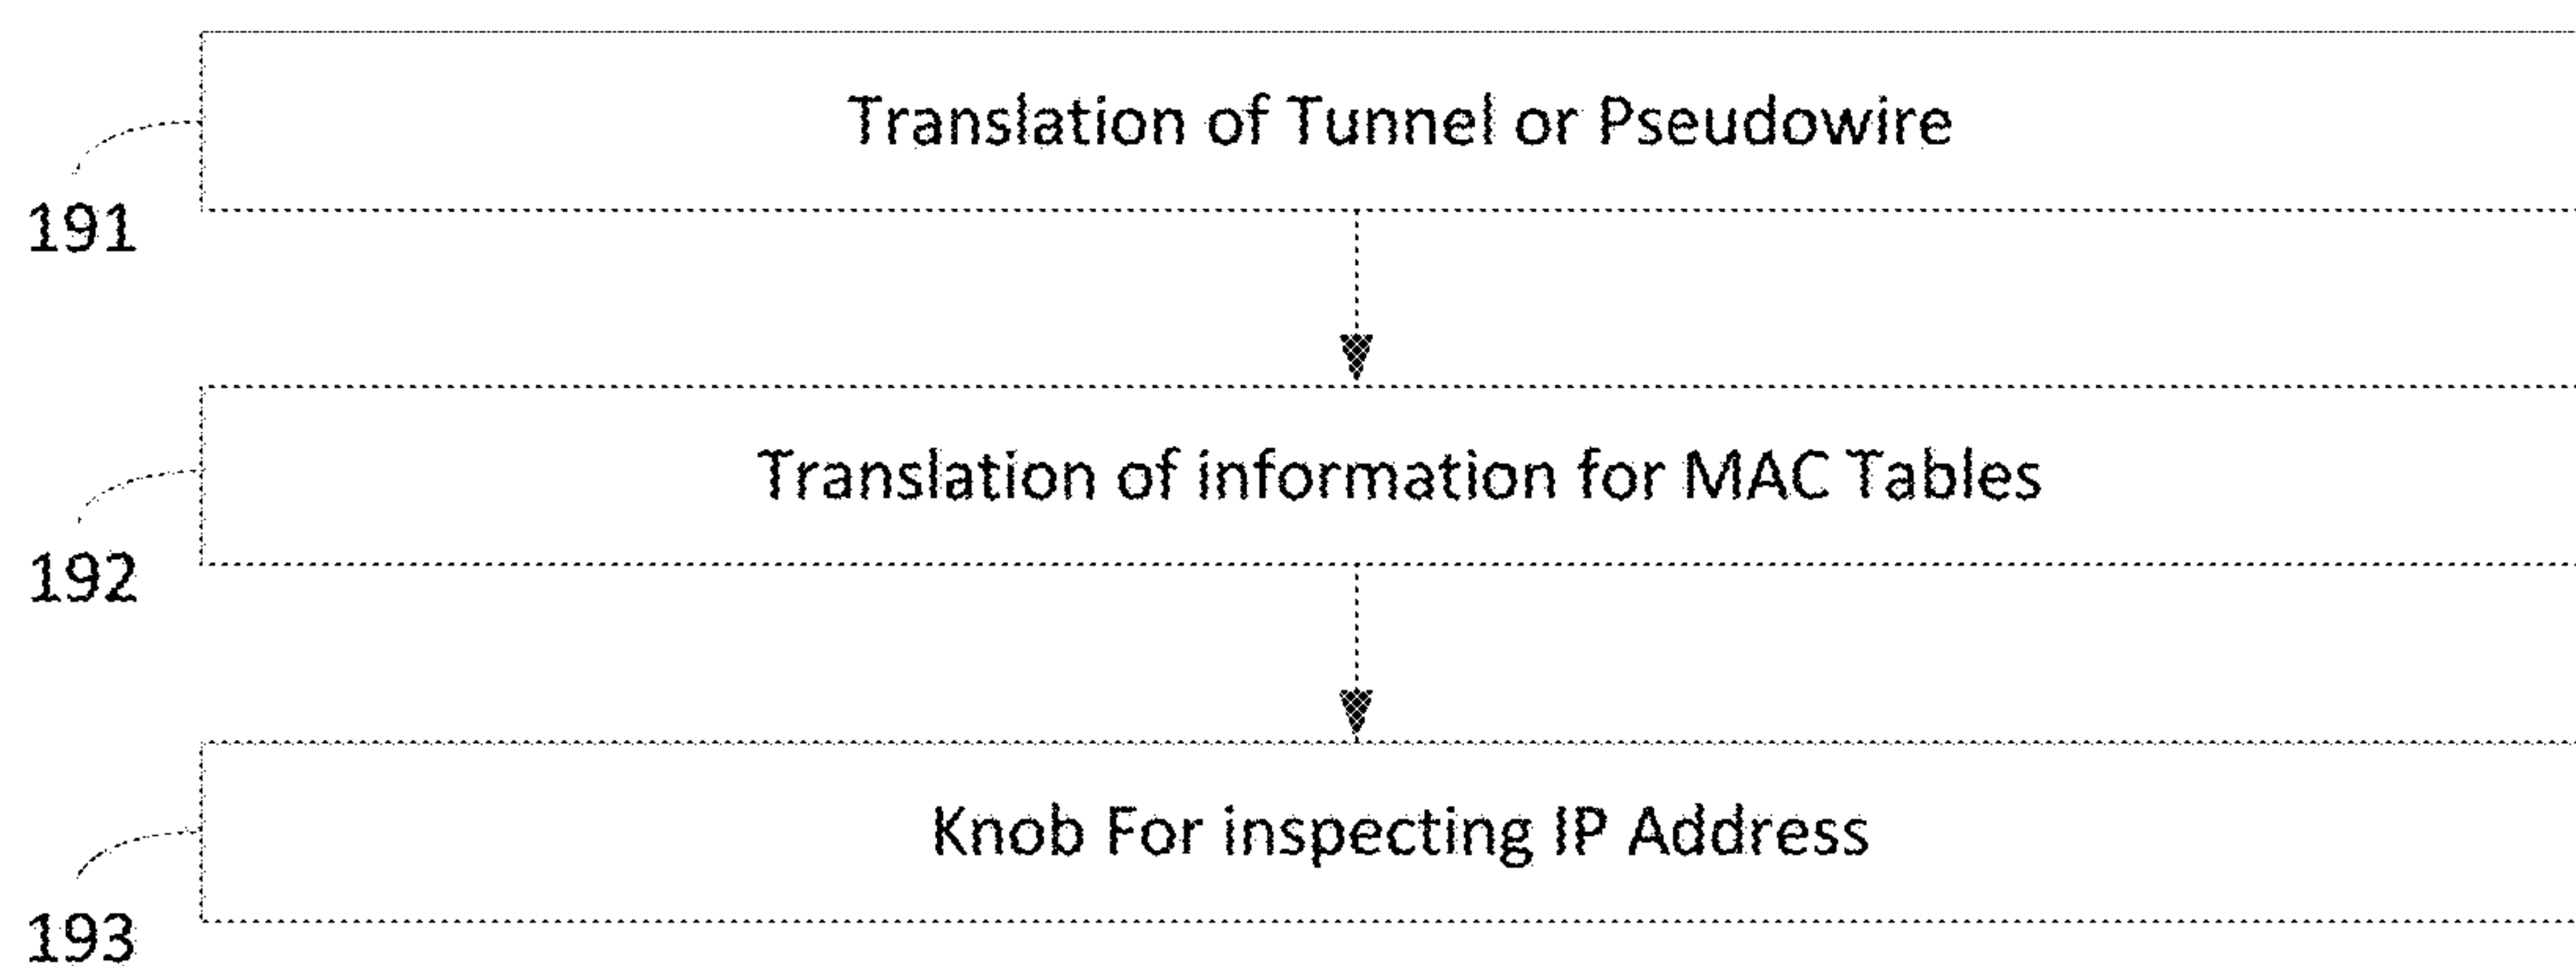 Translation of Tunnel or Pseudowire
191
Translation of information for MAC Tables
192
Knob For inspecting IP Address
193